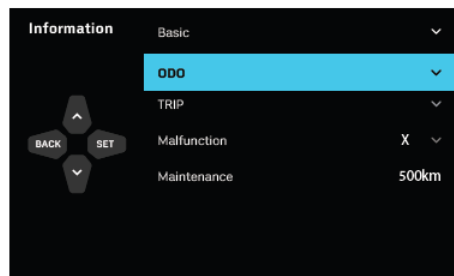 Information
Basic
ODO
TRIP
BACK SET
Malfunction X
Maintenance 500km